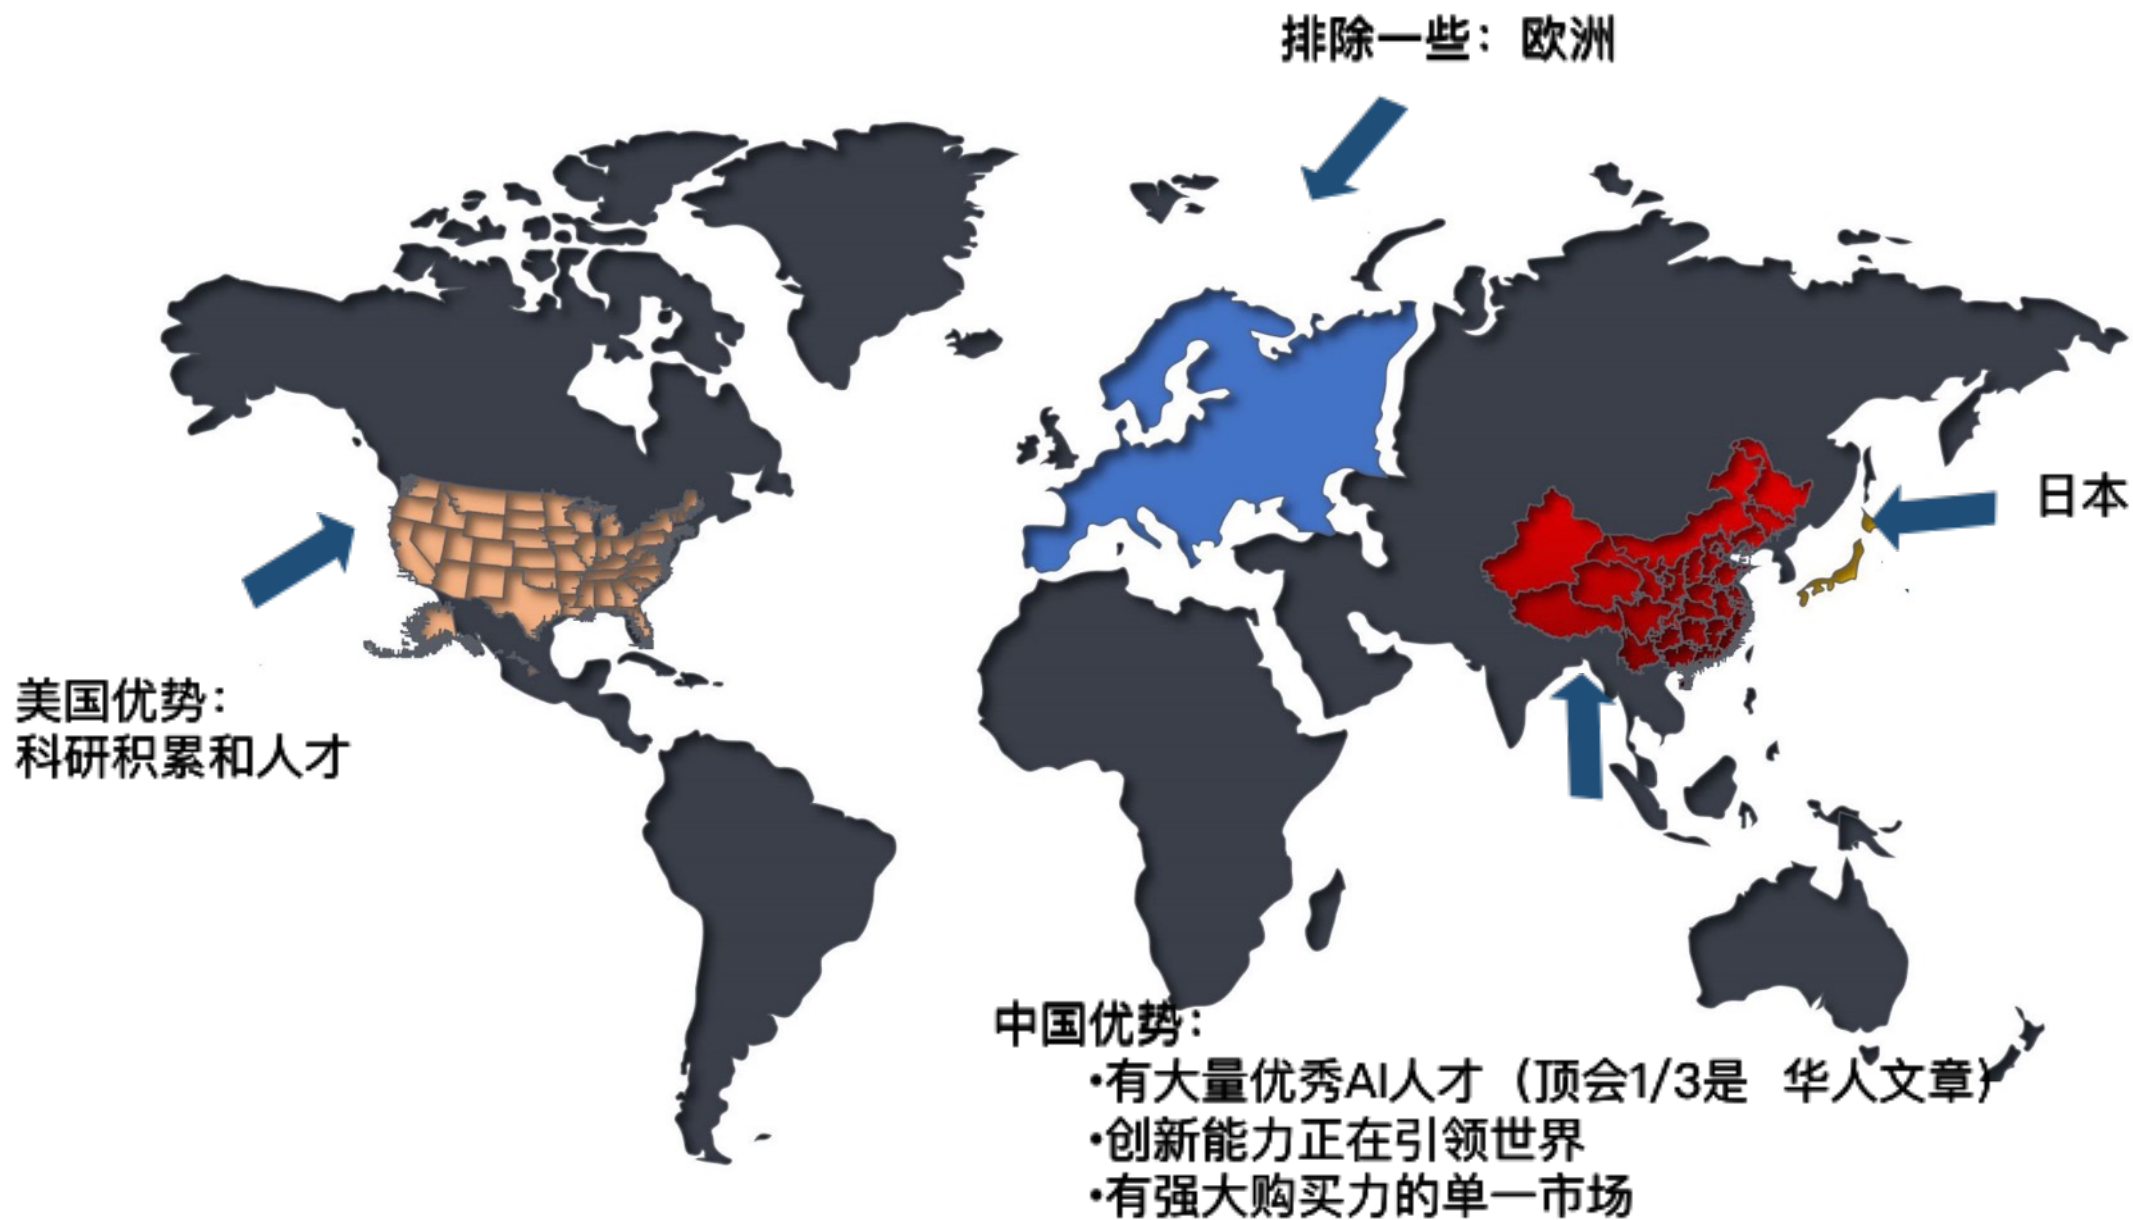 排除一些：欧洲
日本
美国优势：
科研积累和人才
中国优势：
•有大量优秀AI人才（顶会1/3是 华人文章）
•创新能力正在引领世界
•有强大购买力的单一市场